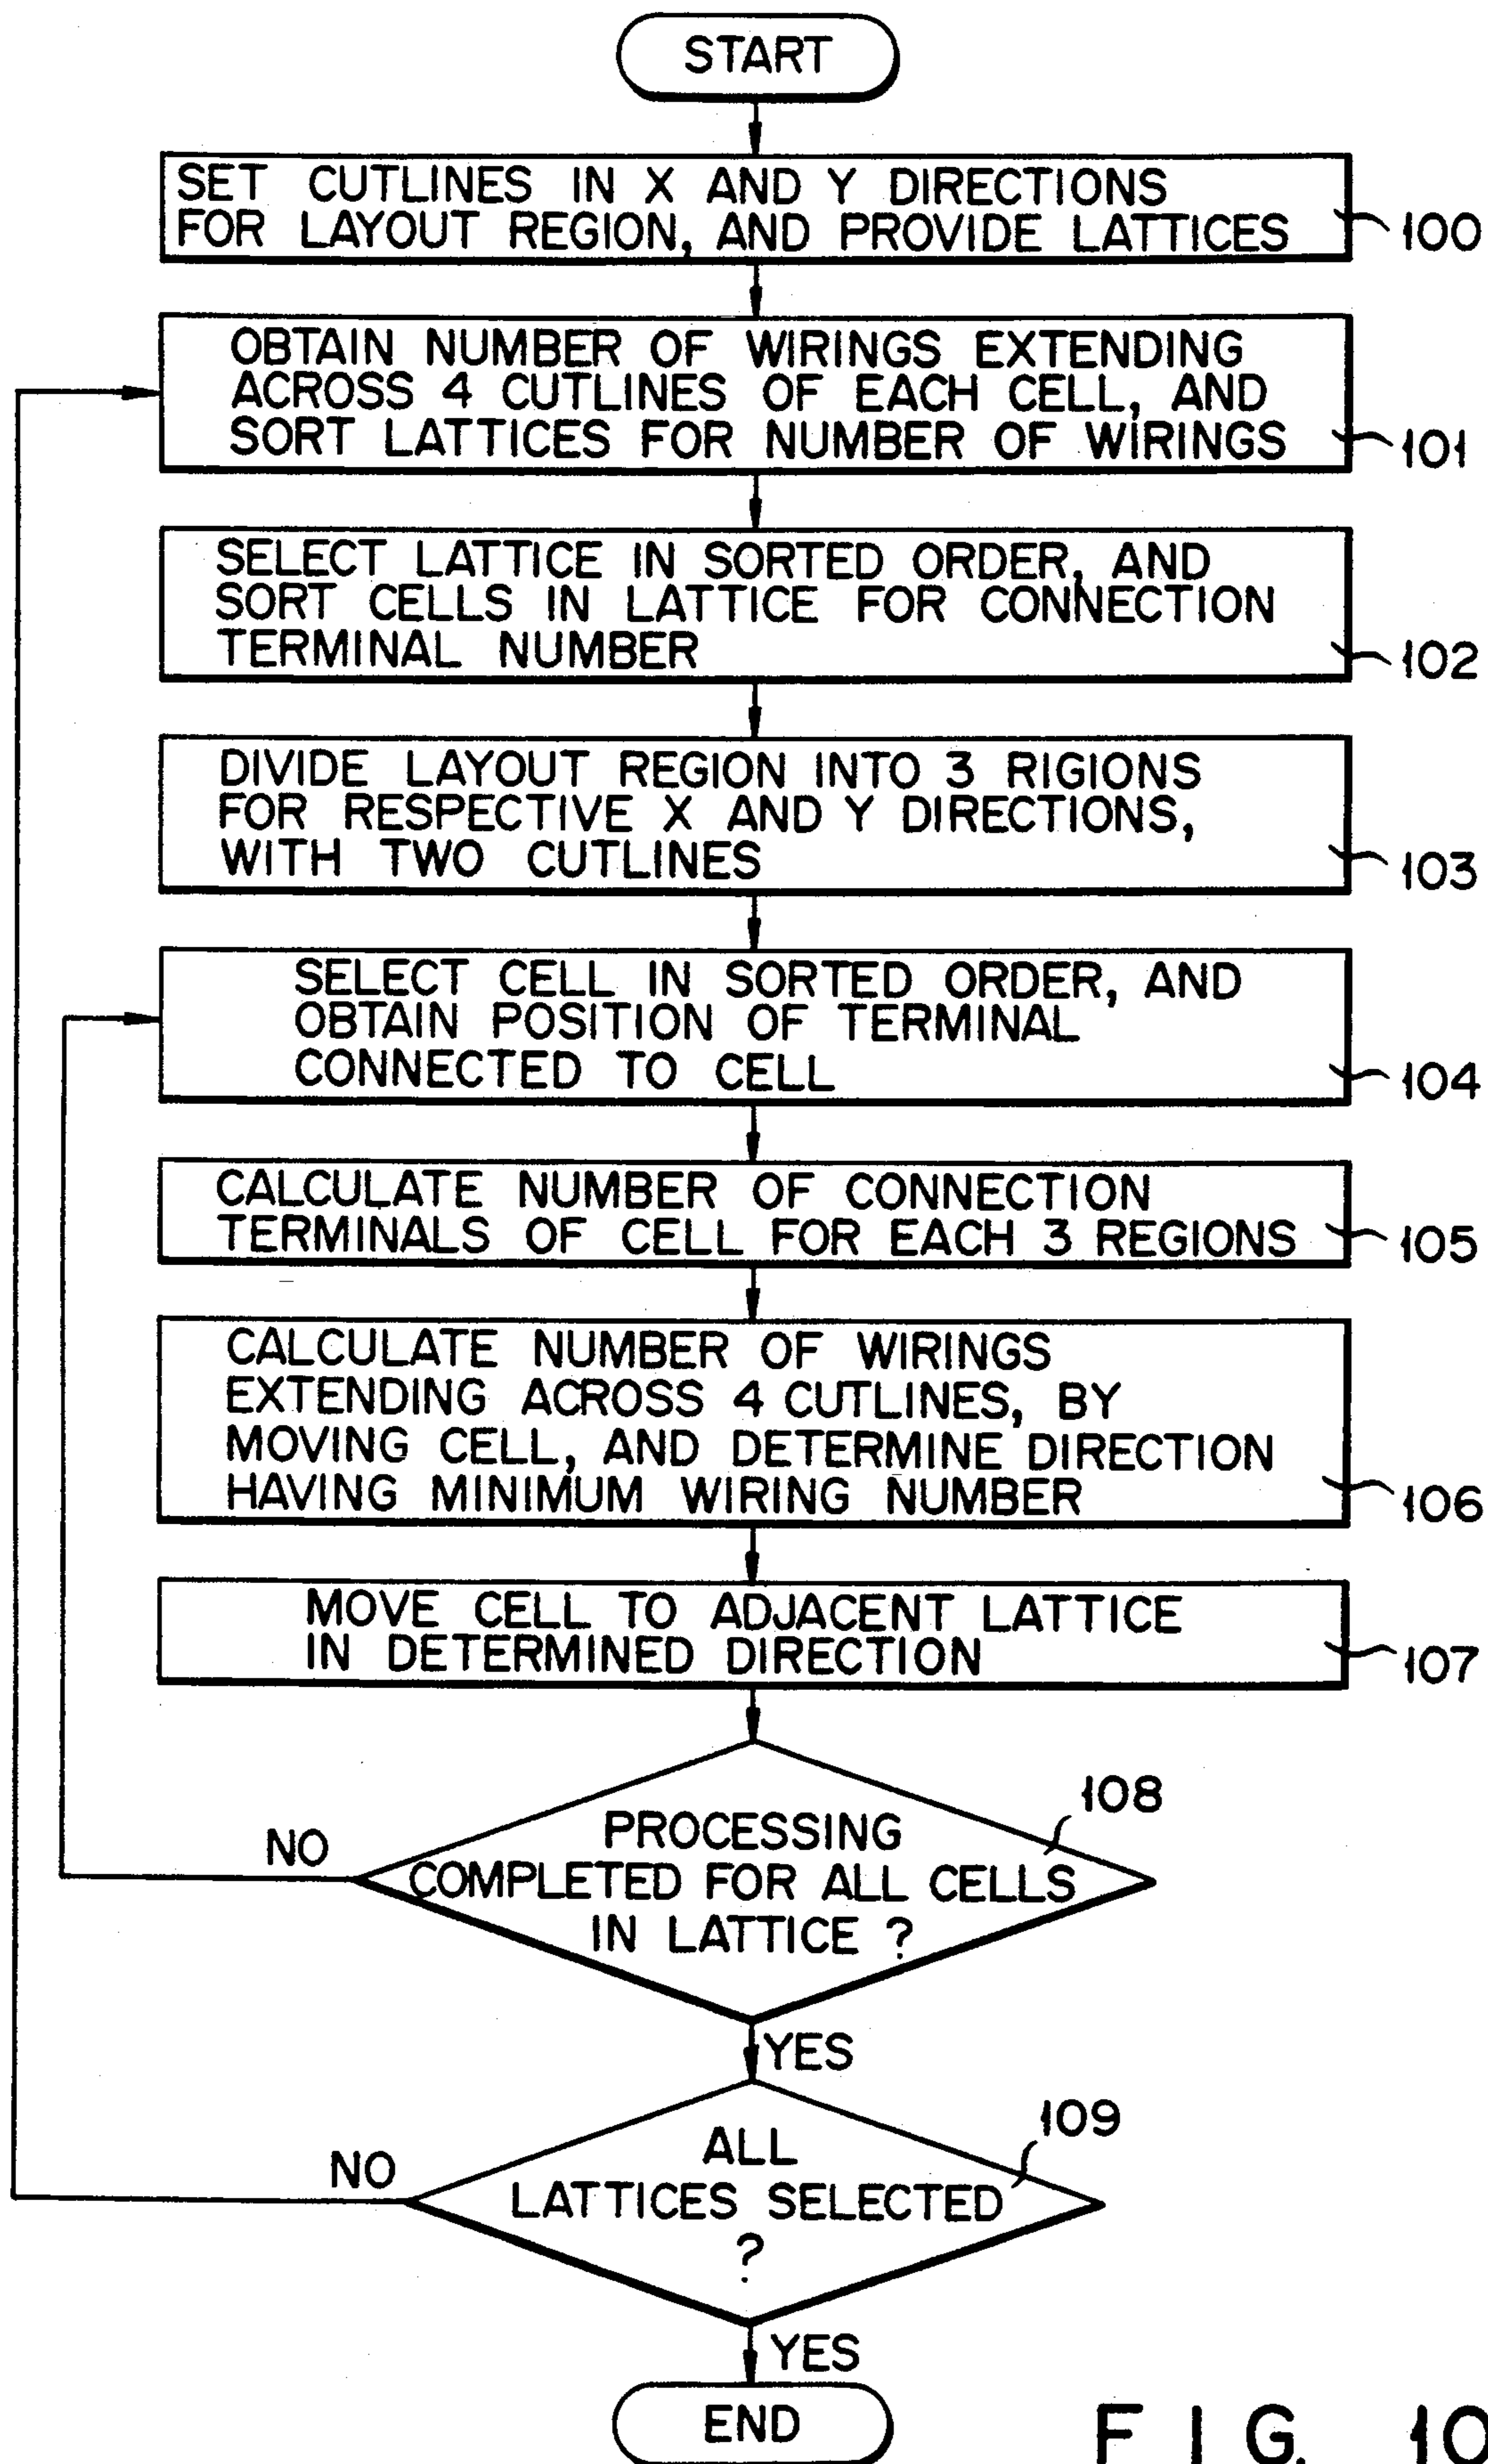 START
SET CUTLINES IN X AND Y DIRECTIONS
FOR LAYOUT REGION, AND PROVIDE LATTICES
100
OBTAIN NUMBER OF WIRINGS EXTENDING
ACROSS 4 CUTLINES OF EACH CELL, AND
SORT LATTICES FOR NUMBER OF WIRINGS
101
SELECT LATTICE IN SORTED ORDER, AND
SORT CELLS IN LATTICE FOR CONNECTION
TERMINAL NUMBER
102
DIVIDE LAYOUT REGION INTO 3 RIGIONS
FOR RESPECTIVE X AND Y DIRECTIONS,
WITH TWO CUTLINES
103
SELECT CELL IN SORTED ORDER, AND
OBTAIN POSITION OF TERMINAL
CONNECTED TO CELL
104
CALCULATE NUMBER OF CONNECTION
TERMINALS OF CELL FOR EACH 3 REGIONS
105
CALCULATE NUMBER OF WIRINGS
EXTENDING ACROSS 4 CUTLINES, BY
MOVING CELL, AND DETERMINE DIRECTION
HAVING MINIMUM WIRING NUMBER
106
MOVE CELL TO ADJACENT LATTICE
IN DETERMINED DIRECTION
107
108
PROCESSING
COMPLETED FOR ALL CELLS
IN LATTICE ?
NO
YES
109
ALL
LATTICES SELECTED
?
NO
YES
END
FIG. 10